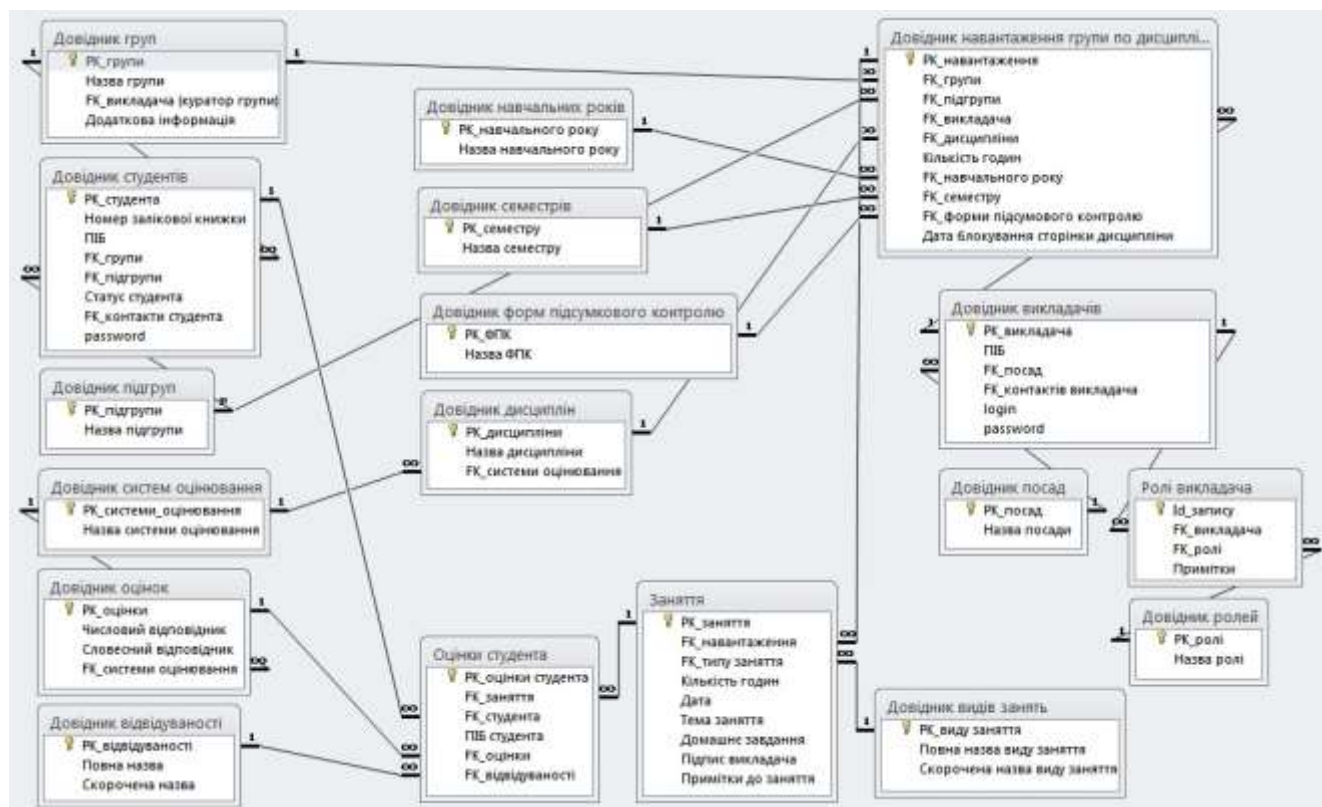 Довідник груп
PK_групи
Назва групи
FK_викладача (куратор групи)
Додаткова інформація
Довідник студентів
PK_студента
Номер залікової книжки
ПІБ
FK_групи
FK_підгрупи
Статус студента
FK_контакти студента
password
Довідник підгруп
PK_підгрупи
Назва підгрупи
Довідник систем оцінювання
PK_системи_оцінювання
Назва системи оцінювання
Довідник оцінок
PK_оцінки
Числовий відповідник
Словесний відповідник
FK_системи оцінювання
Довідник відвідуваності
PK_відвідуваності
Повна назва
Скорочена назва
Довідник навчальних років
PK_навчального року
Назва навчального року
Довідник семестрів
PK_семестру
Назва семестру
Довідник форм підсумкового контролю
PK_ФПК
Назва ФПК
Довідник дисциплін
PK_дисципліни
Назва дисципліни
FK_системи оцінювання
Оцінки студента
PK_оцінки студента
FK_заняття
FK_студента
ПІБ студента
FK_оцінки
FK_відвідуваності
Заняття
PK_заняття
FK_навантаження
FK_типу заняття
Кількість годин
Дата
Тема заняття
Домашнє завдання
Підпис викладача
Примітки до заняття
Довідник навантаження групи по дисциплі...
PK_навантаження
FK_групи
FK_підгрупи
FK_викладача
FK_дисципліни
Кількість годин
FK_навчального року
FK_семестру
FK_форми підсумового контролю
Дата блокування сторінки дисципліни
Довідник викладачів
PK_викладача
ПІБ
FK_посад
FK_контактів викладача
login
password
Довідник посад
PK_посад
Назва посади
Ролі викладача
Id_запису
FK_викладача
FK_ролі
Примітки
Довідник ролей
PK_ролі
Назва ролі
Довідник видів занять
PK_виду заняття
Повна назва виду заняття
Скорочена назва виду заняття